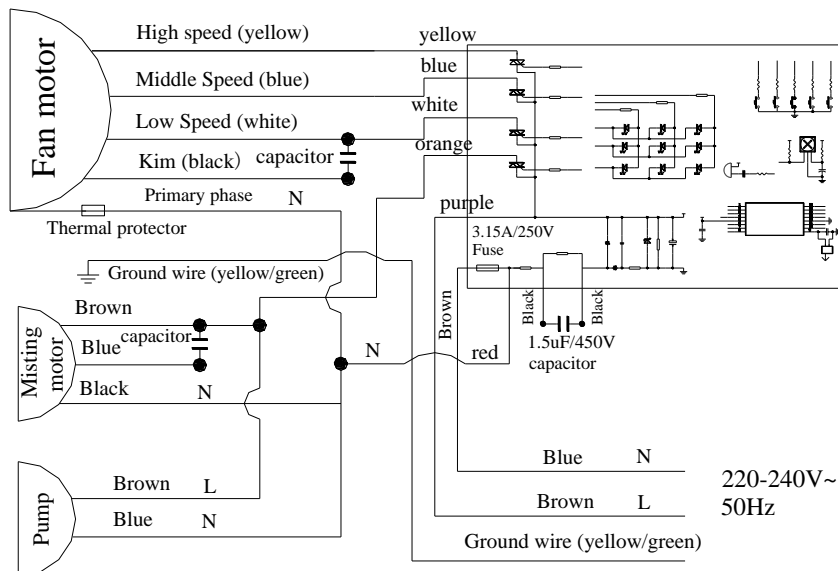 Fan motor
High speed (yellow)
Middle Speed (blue)
Low Speed (white)
Kim (black)
capacitor
Primary phase
N
Thermal protector
yellow
blue
white
orange
purple
3.15A/250V
Fuse
Ground wire (yellow/green)
Brown
Black
Black
1.5uF/450V
capacitor
Misting
motor
Brown
capacitor
Blue
Black
N
N
red
Pump
Brown
L
Blue
N
Blue
N
Brown
L
220-240V~
50Hz
Ground wire (yellow/green)